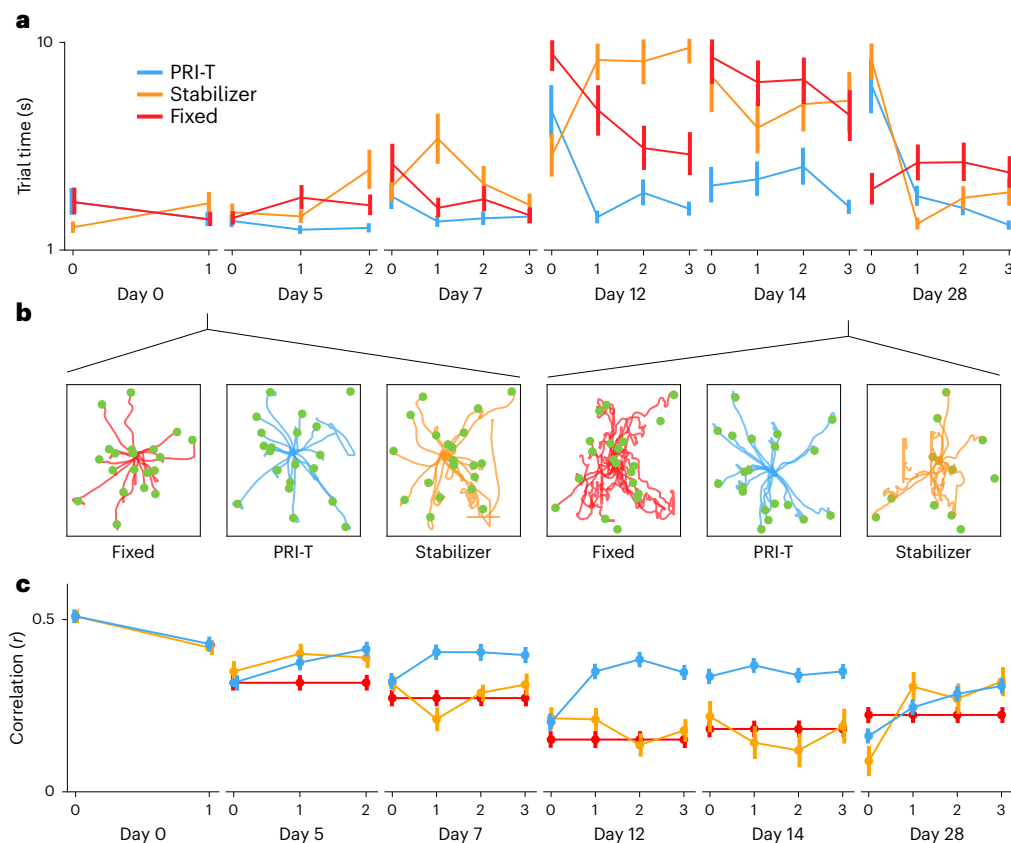 a
10
PRI-T
Stabilizer
Fixed
Trial time (s)
1
0 1 0 1 2 0 1 2 3 0 1 2 3 0 1 2 3 0 1 2 3
Day 0 Day 5 Day 7 Day 12 Day 14 Day 28
b
Fixed PRI-T Stabilizer Fixed PRI-T Stabilizer
c
0.5
Correlation (r)
0
0 1 0 1 2 0 1 2 3 0 1 2 3 0 1 2 3 0 1 2 3
Day 0 Day 5 Day 7 Day 12 Day 14 Day 28